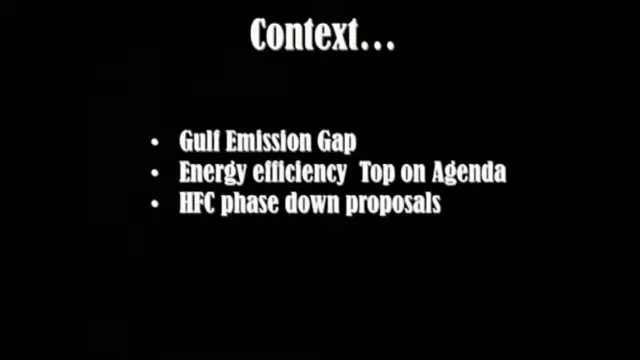 Context...
• Gulf Emission Gap
• Energy efficiency Top on Agenda
• HFC phase down proposals